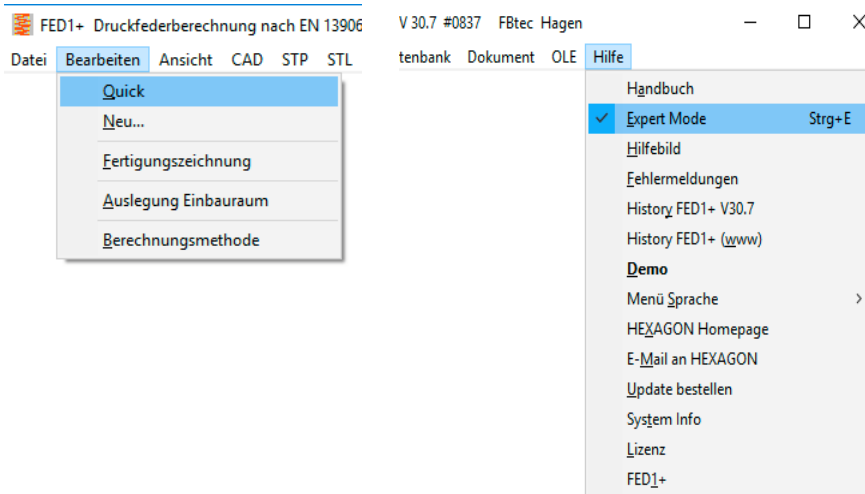 FED1+ Druckfederberechnung nach EN 13906
Datei Bearbeiten Ansicht CAD STP STL
Quick
Neu...
Fertigungszeichnung
Auslegung Einbauraum
Berechnungsmethode
V 30.7 #0837 FBtec Hagen
tenbank Dokument OLE Hilfe
Handbuch
Expert Mode Strg+E
Hilfebild
Fehlermeldungen
History FED1+ V30.7
History FED1+ (www)
Demo
Menü Sprache
HEXAGON Homepage
E-Mail an HEXAGON
Update bestellen
System Info
Lizenz
FED1+